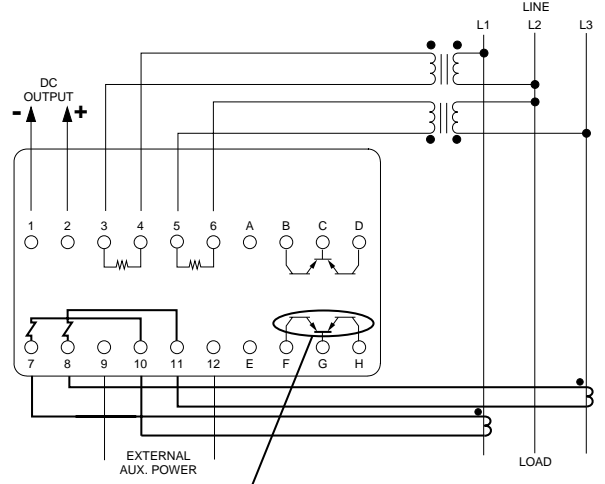 LINE
L1 L2 L3
DC
OUTPUT
- +
1 2 3 4 5 6 A B C D
7 8 9 10 11 12 E F G H
EXTERNAL
AUX. POWER
LOAD